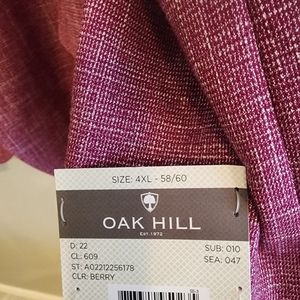 SIZE: 4XL - 58/60
OAK HILL
Est. 1972
D: 22
SUB: 010
CL: 609
SEA: 047
ST: A02212256178
CLR: BERRY